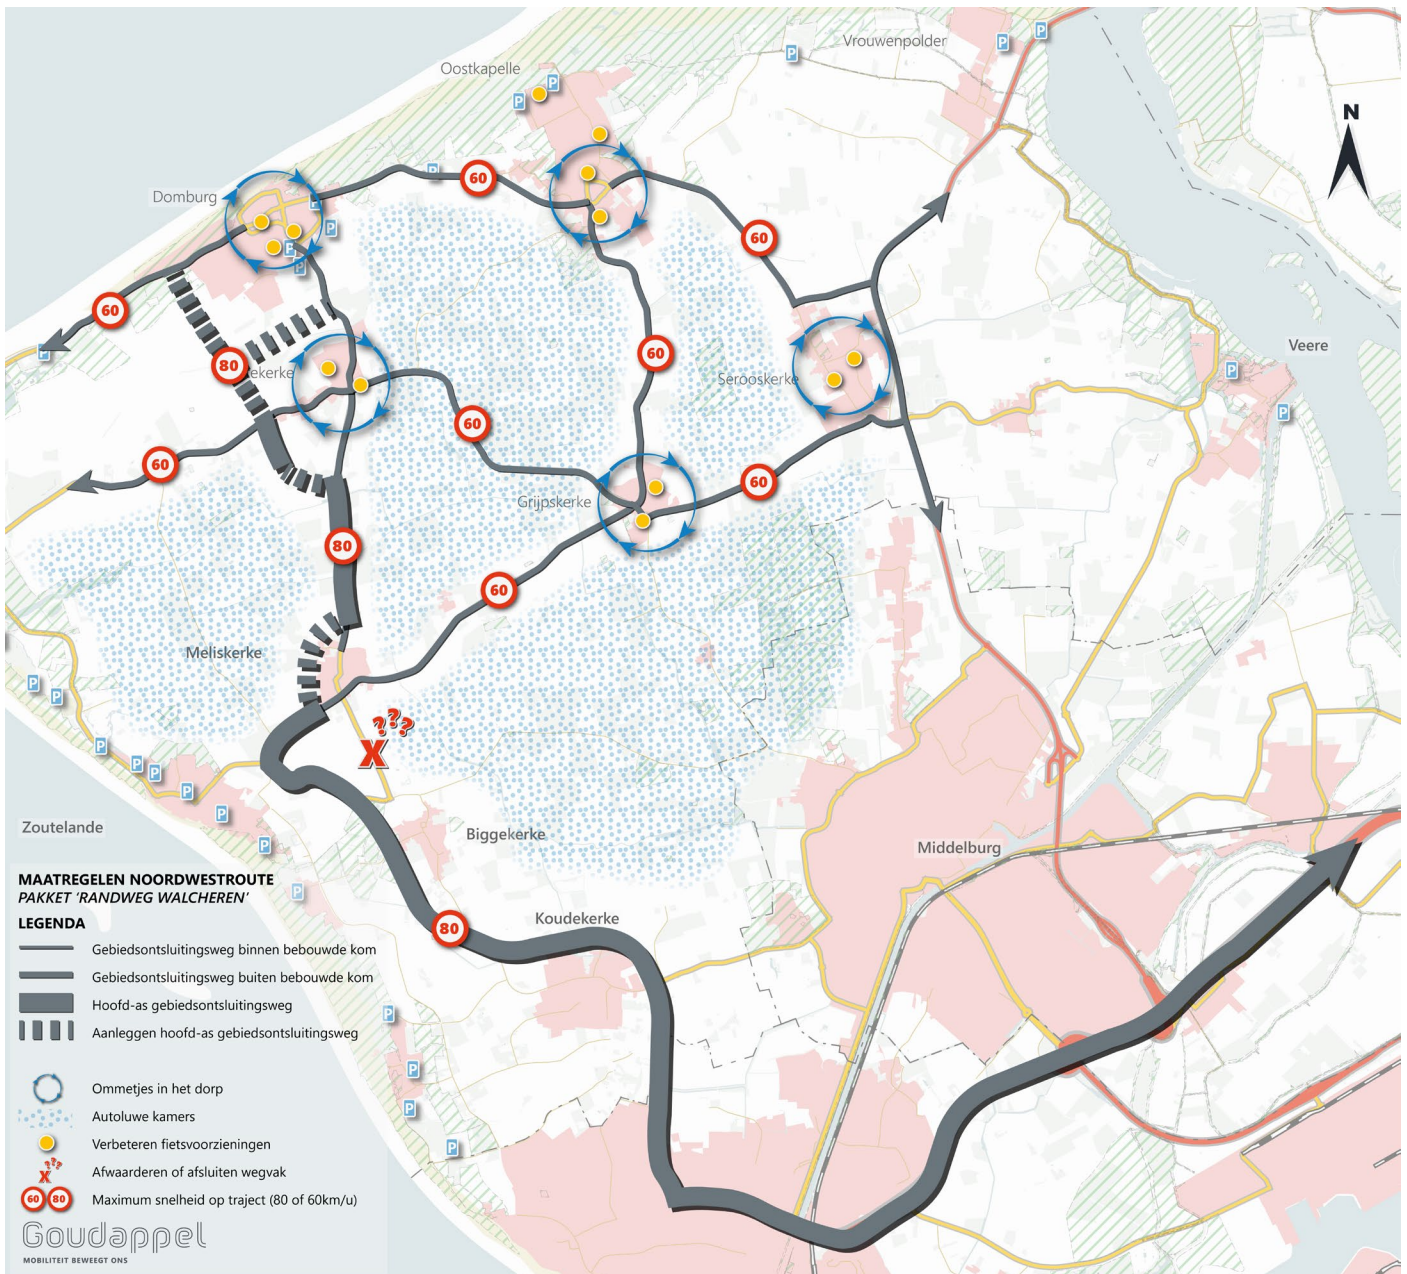 Vrouwenpolder
P
P
P
Oostkapelle
P
P
N
Domburg
P
60
P
P
P
P
60
60
P
80
ekerke
60
Serooskerke
Veere
P
P
60
60
60
Grijpskerke
80
60
Meliskerke
P
P
???
X
P
P
P
P
P
P
Zoutelande
Biggekerke
Middelburg
MAATREGELEN NOORDWESTROUTE
PAKKET 'RANDWEG WALCHEREN'
LEGENDA
P
80
Koudekerke
Gebiedsontsluitingsweg binnen bebouwde kom
Gebiedsontsluitingsweg buiten bebouwde kom
Hoofd-as gebiedsontsluitingsweg
Aanleggen hoofd-as gebiedsontsluitingsweg
P
P
P
P
Ommetjes in het dorp
Autoluwe kamers
Verbeteren fietsvoorzieningen
X??? Afwaarderen of afsluiten wegvak
60 80 Maximum snelheid op traject (80 of 60km/u)
Goudappel
MOBILITEIT BEWEEGT ONS